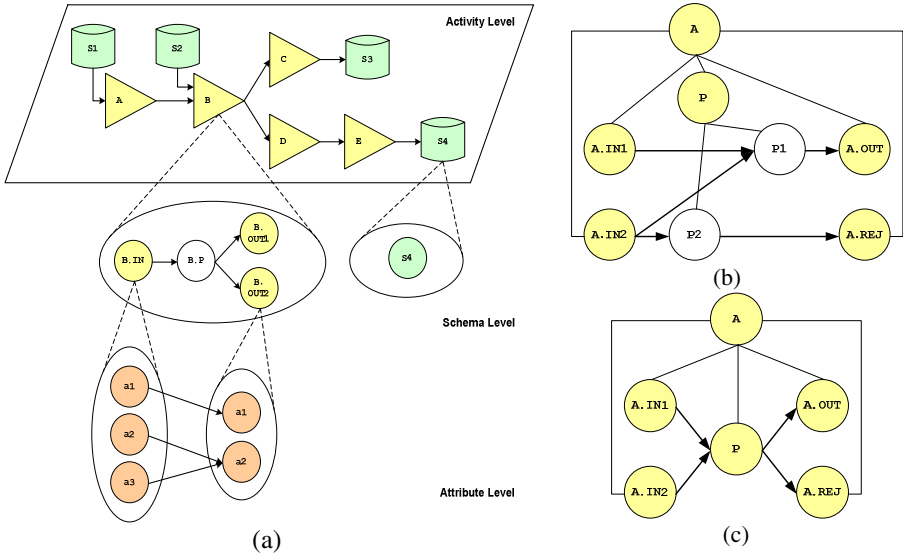 Activity Level
S1
S2
C
S3
A
B
D
E
S4
B.IN
B.P
B.
OUT1
B.
OUT2
S4
Schema Level
a1
a2
a3
a1
a2
Attribute Level
(a)
A
P
A.IN1
P1
A.OUT
A.IN2
P2
A.REJ
(b)
A
A.IN1
A.OUT
P
A.IN2
A.REJ
(c)